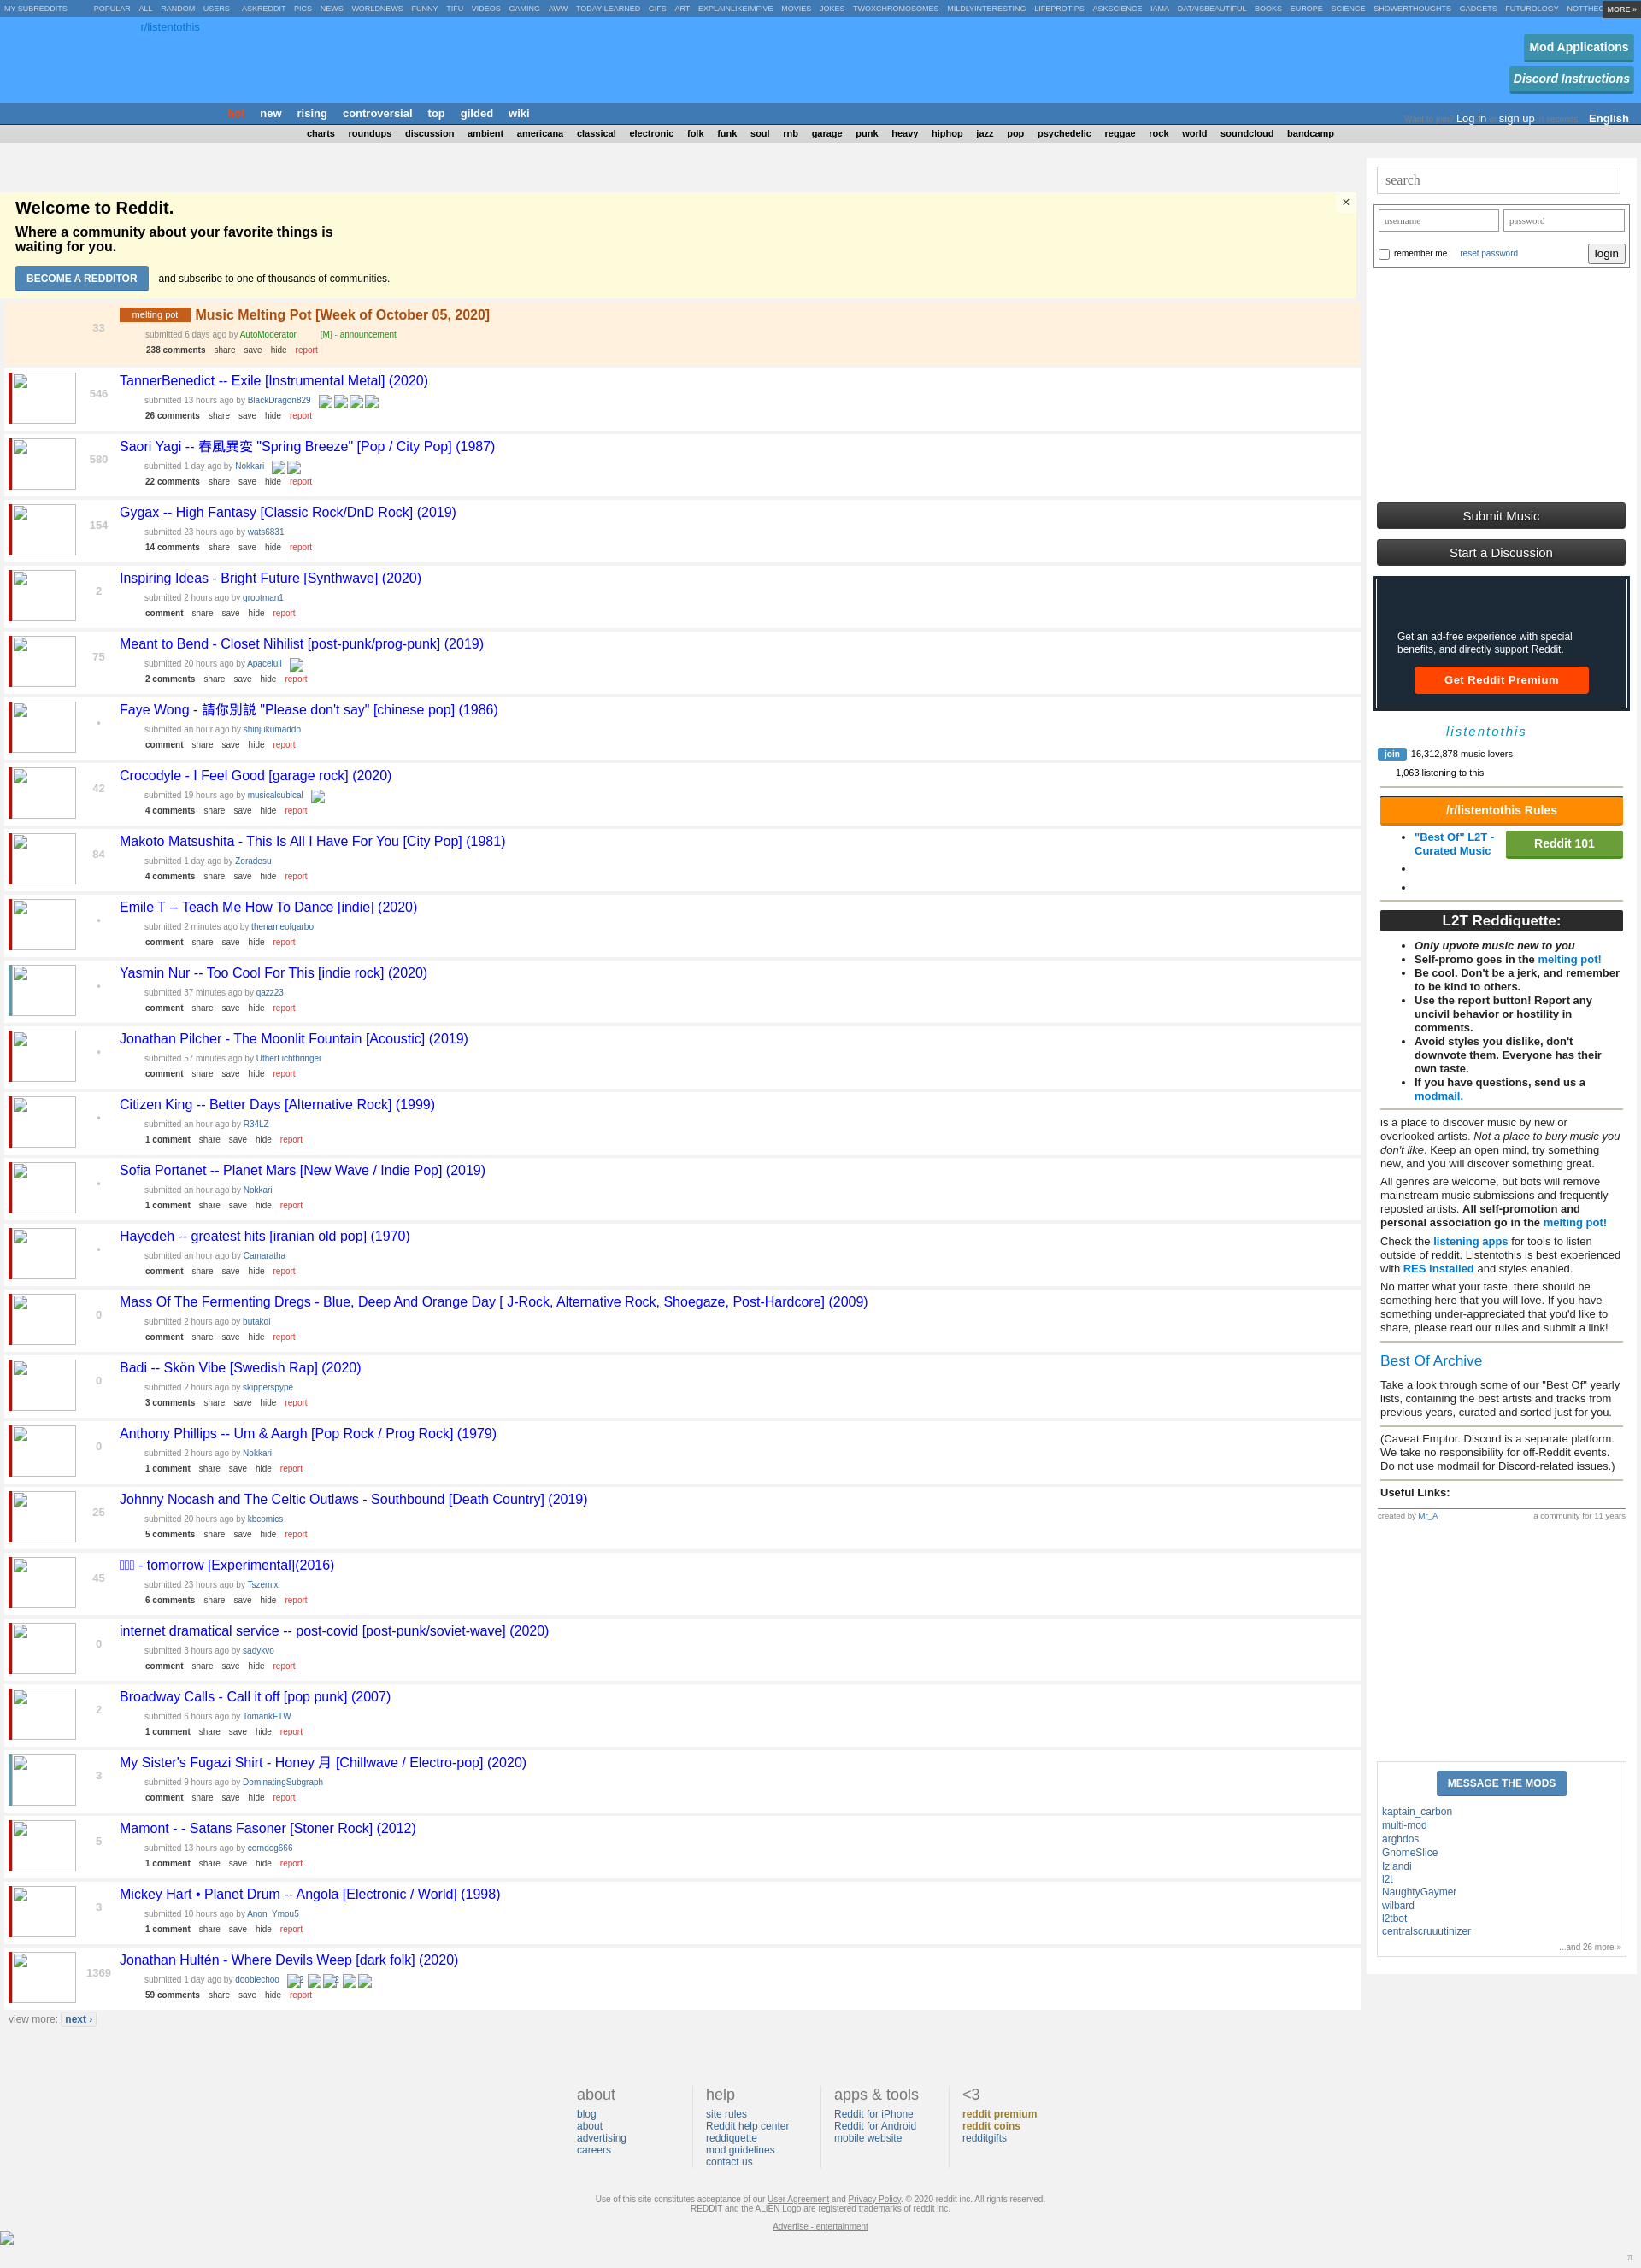 MY SUBREDDITS POPULAR ALL RANDOM USERS ASKREDDIT PICS NEWS WORLDNEWS FUNNY TIFU VIDEOS GAMING AWW TODAYILEARNED GIFS ART EXPLAINLIKEIMFIVE MOVIES JOKES TWOXCHROMOSOMES MILDLYINTERESTING LIFEPROTIPS ASKSCIENCE IAMA DATAISBEAUTIFUL BOOKS EUROPE SCIENCE SHOWERTHOUGHTS GADGETS FUTUROLOGY MORE »
r/listentothis
Mod Applications
Discord Instructions
hot new rising controversial top gilded wiki
Want to join? Log in or sign up in seconds. English
charts roundups discussion ambient americana classical electronic folk funk soul rnb garage punk heavy hiphop jazz pop psychedelic reggae rock world soundcloud bandcamp
Welcome to Reddit.
Where a community about your favorite things is
waiting for you.
BECOME A REDDITOR and subscribe to one of thousands of communities.
×
33
melting pot Music Melting Pot [Week of October 05, 2020]
submitted 6 days ago by AutoModerator [M] - announcement
238 comments share save hide report
546
TannerBenedict -- Exile [Instrumental Metal] (2020)
submitted 13 hours ago by BlackDragon829
26 comments share save hide report
580
Saori Yagi -- 春風異変 "Spring Breeze" [Pop / City Pop] (1987)
submitted 1 day ago by Nokkari
22 comments share save hide report
154
Gygax -- High Fantasy [Classic Rock/DnD Rock] (2019)
submitted 23 hours ago by wats6831
14 comments share save hide report
2
Inspiring Ideas - Bright Future [Synthwave] (2020)
submitted 2 hours ago by grootman1
comment share save hide report
75
Meant to Bend - Closet Nihilist [post-punk/prog-punk] (2019)
submitted 20 hours ago by Apacelull
2 comments share save hide report
•
Faye Wong - 請你別説 "Please don't say" [chinese pop] (1986)
submitted an hour ago by shinjukumaddo
comment share save hide report
42
Crocodyle - I Feel Good [garage rock] (2020)
submitted 19 hours ago by musicalcubical
4 comments share save hide report
84
Makoto Matsushita - This Is All I Have For You [City Pop] (1981)
submitted 1 day ago by Zoradesu
4 comments share save hide report
•
Emile T -- Teach Me How To Dance [indie] (2020)
submitted 2 minutes ago by thenameofgarbo
comment share save hide report
•
Yasmin Nur -- Too Cool For This [indie rock] (2020)
submitted 37 minutes ago by qazz23
comment share save hide report
•
Jonathan Pilcher - The Moonlit Fountain [Acoustic] (2019)
submitted 57 minutes ago by UtherLichtbringer
comment share save hide report
•
Citizen King -- Better Days [Alternative Rock] (1999)
submitted an hour ago by R34LZ
1 comment share save hide report
•
Sofia Portanet -- Planet Mars [New Wave / Indie Pop] (2019)
submitted an hour ago by Nokkari
1 comment share save hide report
•
Hayedeh -- greatest hits [iranian old pop] (1970)
submitted an hour ago by Camaratha
comment share save hide report
0
Mass Of The Fermenting Dregs - Blue, Deep And Orange Day [ J-Rock, Alternative Rock, Shoegaze, Post-Hardcore] (2009)
submitted 2 hours ago by butakoi
comment share save hide report
0
Badi -- Skön Vibe [Swedish Rap] (2020)
submitted 2 hours ago by skipperspype
3 comments share save hide report
0
Anthony Phillips -- Um & Aargh [Pop Rock / Prog Rock] (1979)
submitted 2 hours ago by Nokkari
1 comment share save hide report
25
Johnny Nocash and The Celtic Outlaws - Southbound [Death Country] (2019)
submitted 20 hours ago by kbcomics
5 comments share save hide report
45
- tomorrow [Experimental](2016)
submitted 23 hours ago by Tszemix
6 comments share save hide report
0
internet dramatical service -- post-covid [post-punk/soviet-wave] (2020)
submitted 3 hours ago by sadykvo
comment share save hide report
2
Broadway Calls - Call it off [pop punk] (2007)
submitted 6 hours ago by TomarikFTW
1 comment share save hide report
3
My Sister's Fugazi Shirt - Honey 月 [Chillwave / Electro-pop] (2020)
submitted 9 hours ago by DominatingSubgraph
comment share save hide report
5
Mamont - - Satans Fasoner [Stoner Rock] (2012)
submitted 13 hours ago by corndog666
1 comment share save hide report
3
Mickey Hart • Planet Drum -- Angola [Electronic / World] (1998)
submitted 10 hours ago by Anon_Ymou5
1 comment share save hide report
1369
Jonathan Hultén - Where Devils Weep [dark folk] (2020)
submitted 1 day ago by doobiechoo 2 2
59 comments share save hide report
view more: next ›
search
username password
remember me reset password login
Submit Music
Start a Discussion
Get an ad-free experience with special
benefits, and directly support Reddit.
Get Reddit Premium
listentothis
join 16,312,878 music lovers
1,063 listening to this
/r/listentothis Rules
"Best Of" L2T -
Curated Music
Reddit 101
L2T Reddiquette:
Only upvote music new to you
Self-promo goes in the melting pot!
Be cool. Don't be a jerk, and remember
to be kind to others.
Use the report button! Report any
uncivil behavior or hostility in
comments.
Avoid styles you dislike, don't
downvote them. Everyone has their
own taste.
If you have questions, send us a
modmail.
is a place to discover music by new or
overlooked artists. Not a place to bury music you
don't like. Keep an open mind, try something
new, and you will discover something great.
All genres are welcome, but bots will remove
mainstream music submissions and frequently
reposted artists. All self-promotion and
personal association go in the melting pot!
Check the listening apps for tools to listen
outside of reddit. Listentothis is best experienced
with RES installed and styles enabled.
No matter what your taste, there should be
something here that you will love. If you have
something under-appreciated that you'd like to
share, please read our rules and submit a link!
Best Of Archive
Take a look through some of our "Best Of" yearly
lists, containing the best artists and tracks from
previous years, curated and sorted just for you.
(Caveat Emptor. Discord is a separate platform.
We take no responsibility for off-Reddit events.
Do not use modmail for Discord-related issues.)
Useful Links:
created by Mr_A a community for 11 years
MESSAGE THE MODS
kaptain_carbon
multi-mod
arghdos
GnomeSlice
Izlandi
l2t
NaughtyGaymer
wilbard
l2tbot
centralscruuutinizer
...and 26 more »
about
blog
about
advertising
careers
help
site rules
Reddit help center
reddiquette
mod guidelines
contact us
apps & tools
Reddit for iPhone
Reddit for Android
mobile website
<3
reddit premium
reddit coins
redditgifts
Use of this site constitutes acceptance of our User Agreement and Privacy Policy. © 2020 reddit inc. All rights reserved.
REDDIT and the ALIEN Logo are registered trademarks of reddit inc.
Advertise - entertainment
π